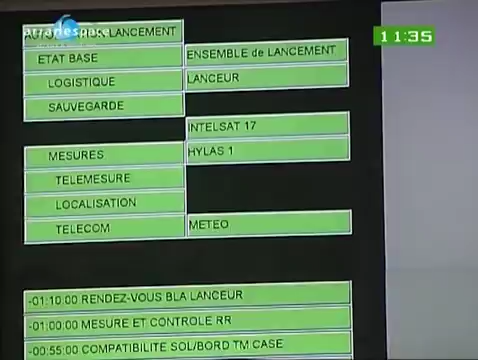 arianespace
LANCEMENT
11:35
ETAT BASE
ENSEMBLE de LANCEMENT
LOGISTIQUE
LANCEUR
SAUVEGARDE
INTELSAT 17
MESURES
HYLAS 1
TELEMESURE
LOCALISATION
TELECOM
METEO
-01:10:00 RENDEZ-VOUS BLA LANCEUR
-01:00:00 MESURE ET CONTROLE RR
-00:55:00 COMPATIBILITE SOL/BORD TM CASE